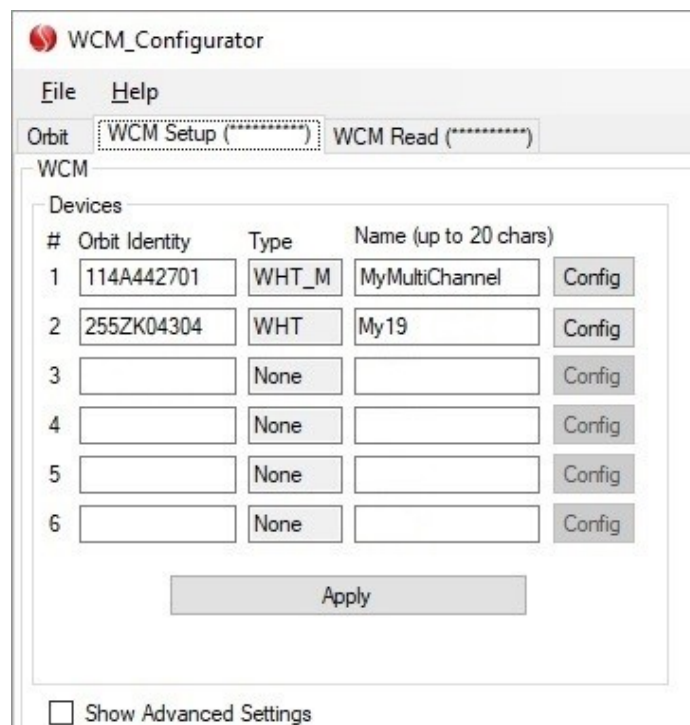 WCM_Configurator
File Help
Orbit WCM Setup (**********) WCM Read (**********)
WCM
Devices
# Orbit Identity Type Name (up to 20 chars)
1 114A442701 WHT_M MyMultiChannel Config
2 255ZK04304 WHT My19 Config
3 None Config
4 None Config
5 None Config
6 None Config
Apply
Show Advanced Settings